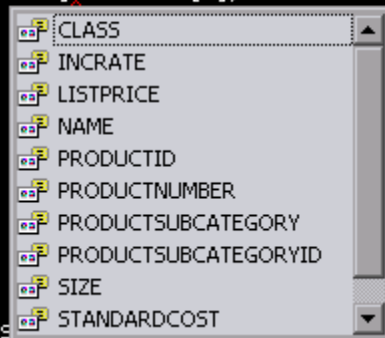 CLASS
INCRATE
LISTPRICE
NAME
PRODUCTID
PRODUCTNUMBER
PRODUCTSUBCATEGORY
PRODUCTSUBCATEGORYID
SIZE
STANDARDCOST